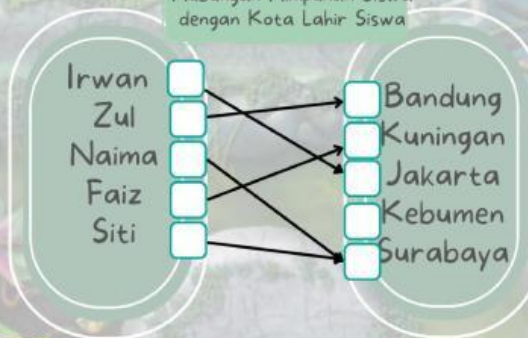 dengan Kota Lahir Siswa
Irwan
Zul
Naima
Faiz
Siti
Bandung
Kuningan
Jakarta
Kebumen
Surabaya